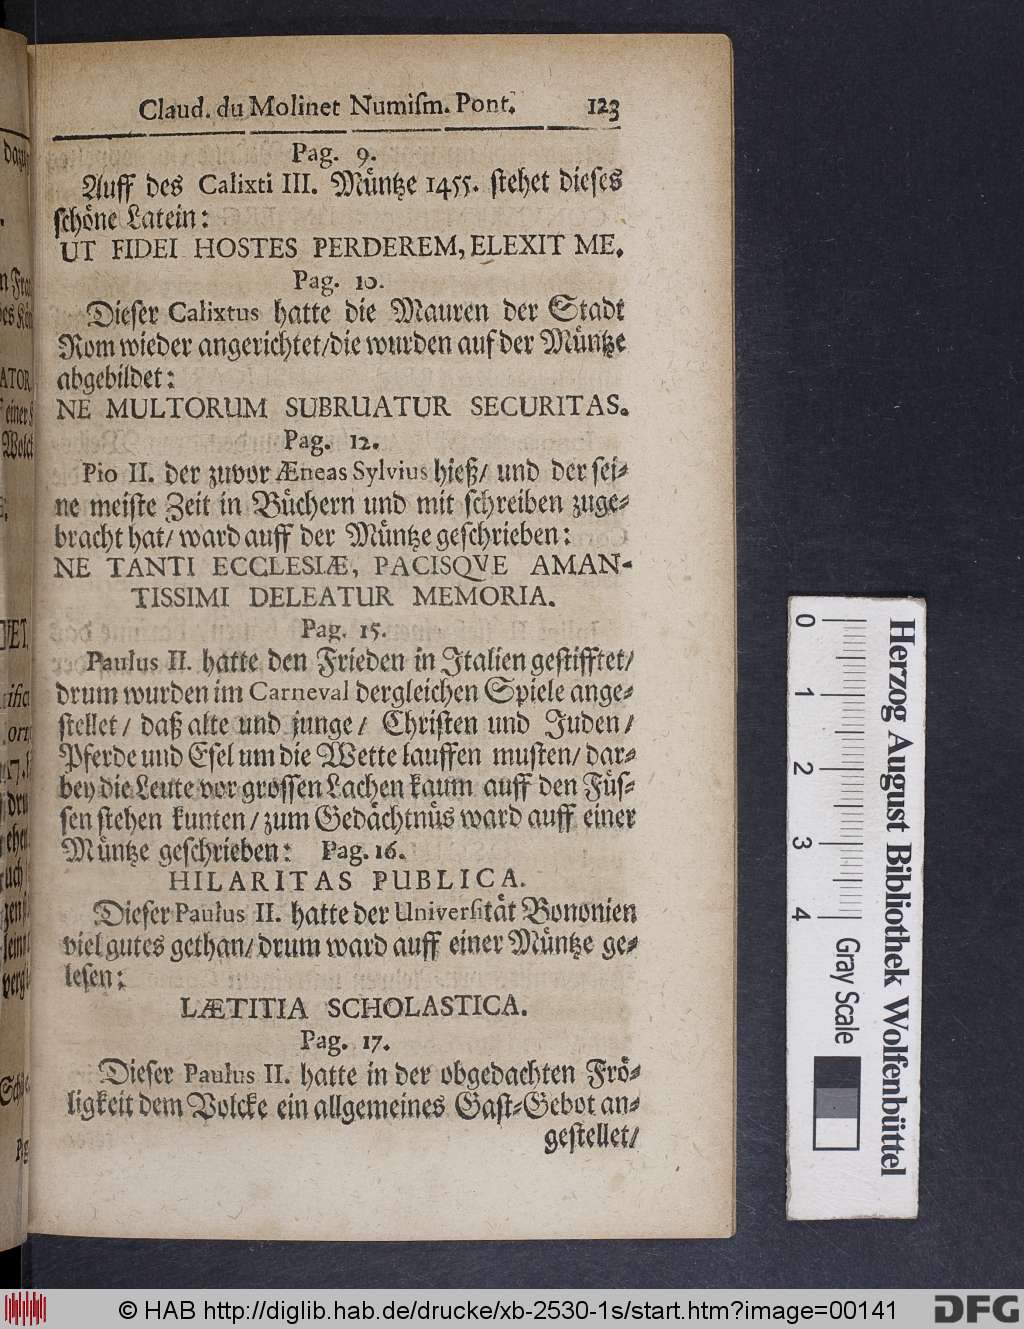 Claud. du Molinet Numiſm. Pont. 123
Pag. 9.
Auff des Calixti III. Müntze 1455. ſtehet dieſes
ſchöne Latein:
UT FIDEI HOSTES PERDEREM, ELEXIT ME.
Pag. 10.
Dieſer Calixtus hatte die Mauren der Stadt
Rom wieder angerichtet/die wurden auf der Müntze
abgebildet:
NE MULTORUM SUBRUATUR SECURITAS.
Pag. 12.
Pio II. der zuvor Æneas Sylvius hieß/ und der ſei⸗
ne meiſte Zeit in Büchern und mit ſchreiben zuge⸗
bracht hat/ ward auff der Müntze geſchrieben:
NE TANTI ECCLESIÆ, PACISQVE AMAN-
TISSIMI DELEATUR MEMORIA.
Pag. 15.
Paulus II. hatte den Frieden in Italien geſtifftet/
drum wurden im Carneval dergleichen Spiele ange⸗
ſtellet/ daß alte und junge/ Chriſten und Juden/
Pferde und Eſel um die Wette lauffen muſten/ dar⸗
bey die Leute vor groſſen Lachen kaum auff den Füſ⸗
ſen ſtehen kunten/ zum Gedächtnüs ward auff einer
Müntze geſchrieben: Pag. 16.
HILARITAS PUBLICA.
Dieſer Paulus II. hatte der Univerſität Bononien
viel gutes gethan/ drum ward auff einer Müntze ge⸗
leſen:
LÆTITIA SCHOLASTICA.
Pag. 17.
Dieſer Paulus II. hatte in der obgedachten Frö⸗
ligkeit dem Volcke ein allgemeines Gaſt⸗Gebot an⸗
geſtellet/
0 1 2 3 4
Gray Scale
Herzog August Bibliothek Wolfenbüttel
© HAB http://diglib.hab.de/drucke/xb-2530-1s/start.htm?image=00141
DFG